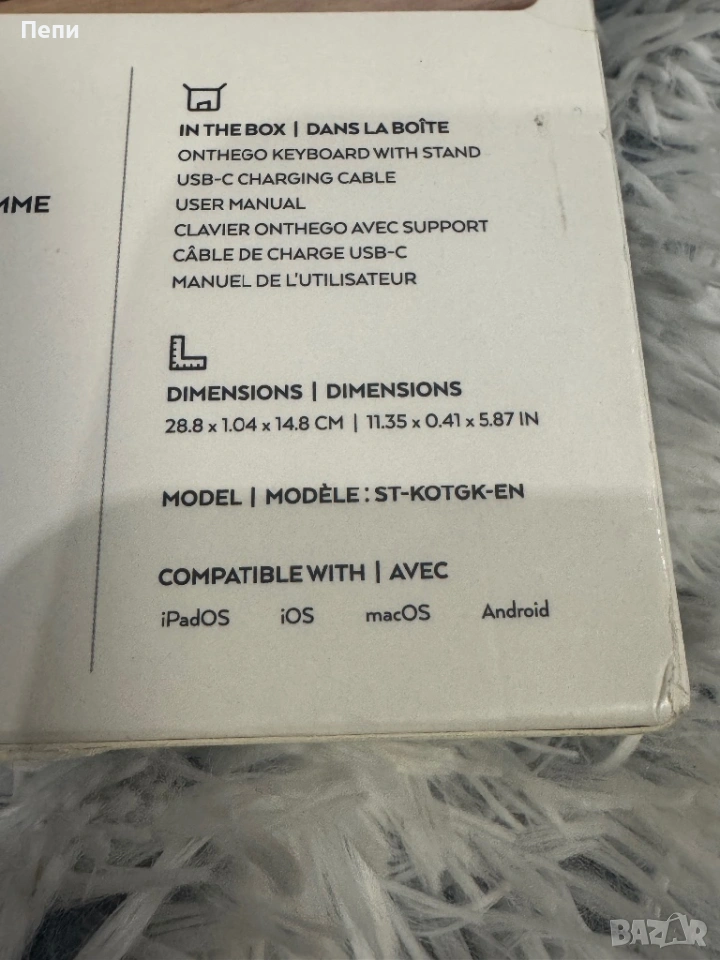 Пепи
MME
IN THE BOX | DANS LA BOÎTE
ONTHEGO KEYBOARD WITH STAND
USB-C CHARGING CABLE
USER MANUAL
CLAVIER ONTHEGO AVEC SUPPORT
CÂBLE DE CHARGE USB-C
MANUEL DE L'UTILISATEUR
DIMENSIONS | DIMENSIONS
28.8 x 1.04 x 14.8 CM | 11.35 x 0.41 x 5.87 IN
MODEL | MODÈLE : ST-KOTGK-EN
COMPATIBLE WITH | AVEC
iPadOS iOS macOS Android
BAZAR